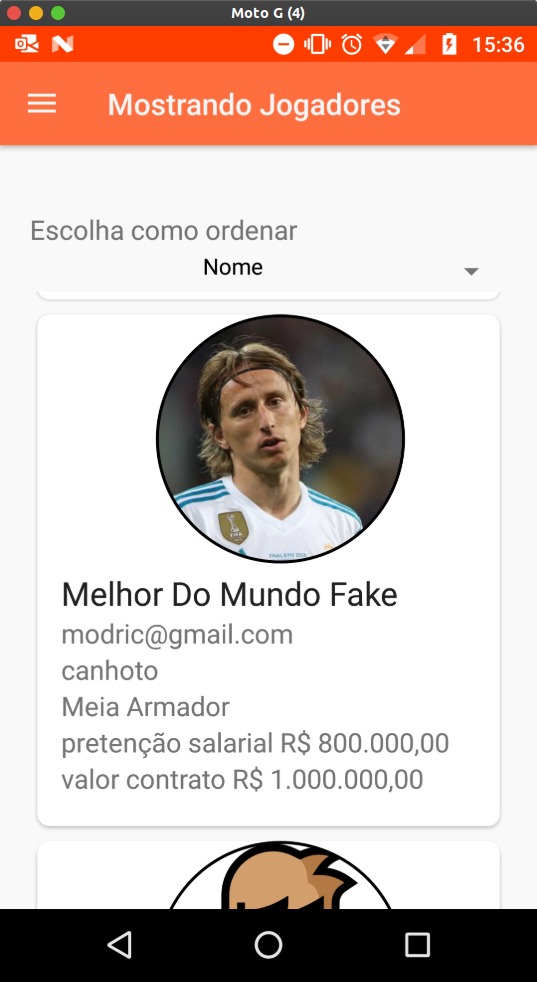 Moto G (4)
15:36
Mostrando Jogadores
Escolha como ordenar
Nome
FIFA
Melhor Do Mundo Fake
modric@gmail.com
canhoto
Meia Armador
pretenção salarial R$ 800.000,00
valor contrato R$ 1.000.000,00